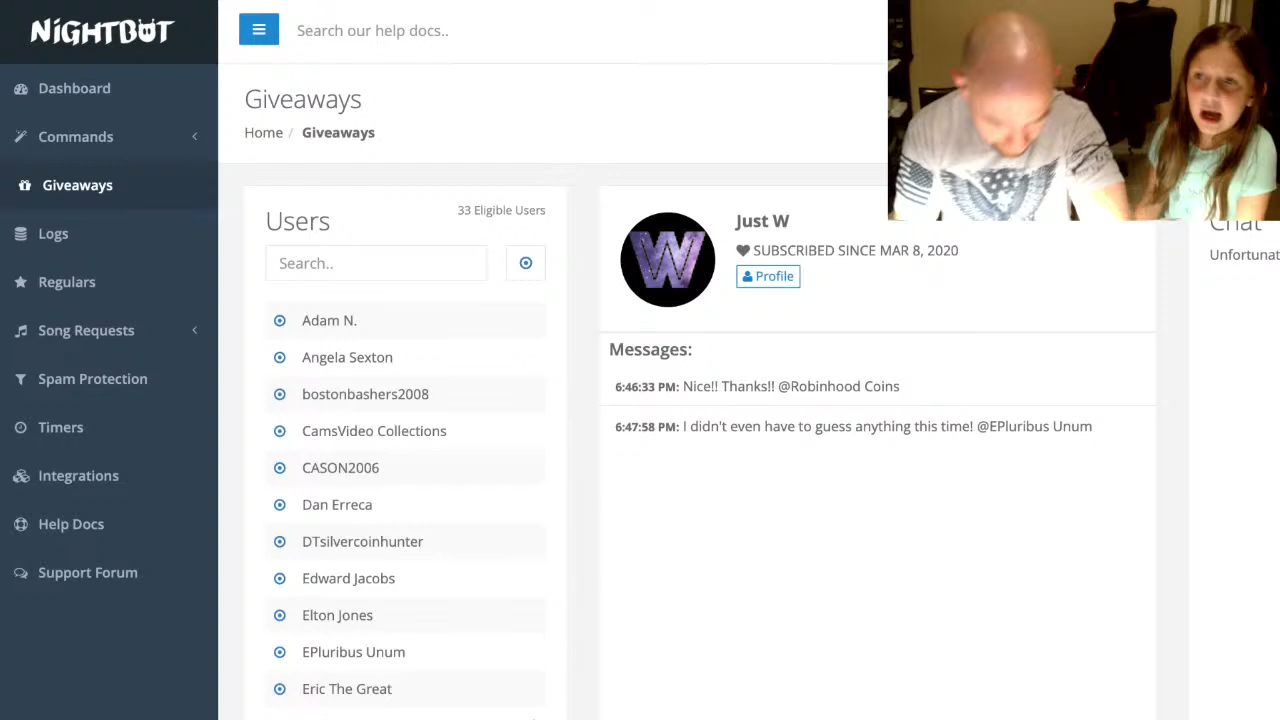 NiGHTBOT
Dashboard
Commands
Giveaways
Logs
Regulars
Song Requests
Spam Protection
Timers
Integrations
Help Docs
Support Forum
Search our help docs..
Giveaways
Home / Giveaways
Users
33 Eligible Users
Search..
Adam N.
Angela Sexton
bostonbashers2008
CamsVideo Collections
CASON2006
Dan Erreca
DTsilvercoinhunter
Edward Jacobs
Elton Jones
EPluribus Unum
Eric The Great
W
Just W
SUBSCRIBED SINCE MAR 8, 2020
Profile
Messages:
6:46:33 PM: Nice!! Thanks!! @Robinhood Coins
6:47:58 PM: I didn't even have to guess anything this time! @EPluribus Unum
Chat
Unfortunat